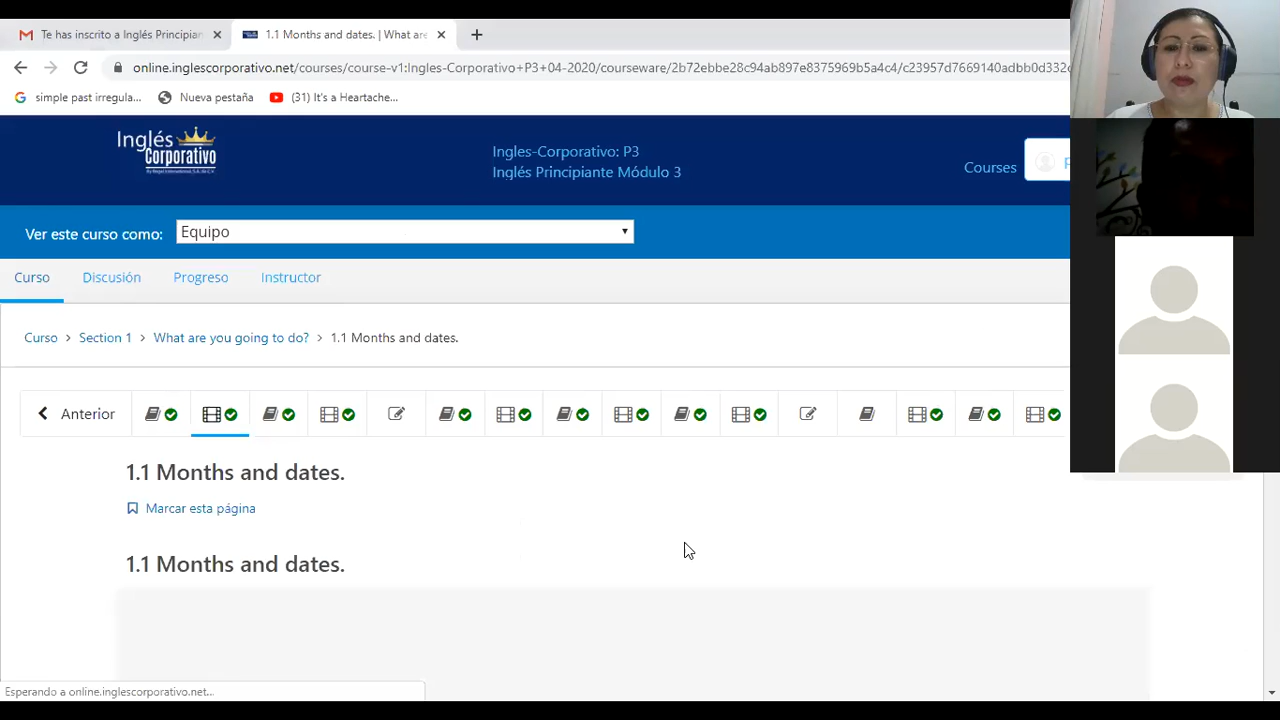 Te has inscrito a Inglés Principian
1.1 Months and dates. | What are
online.inglescorporativo.net/courses/course-v1:Ingles-Corporativo+P3+04-2020/courseware/2b72ebbe28c94ab897e8375969b5a4c4/c23957d7669140adbb0d332c
simple past irregula...
Nueva pestaña
(31) It's a Heartache...
Inglés
Corporativo
Ingles-Corporativo: P3
Inglés Principiante Módulo 3
Courses
Ver este curso como:
Equipo
Curso
Discusión
Progreso
Instructor
Curso > Section 1 > What are you going to do? > 1.1 Months and dates.
Anterior
1.1 Months and dates.
Marcar esta página
1.1 Months and dates.
Esperando a online.inglescorporativo.net...